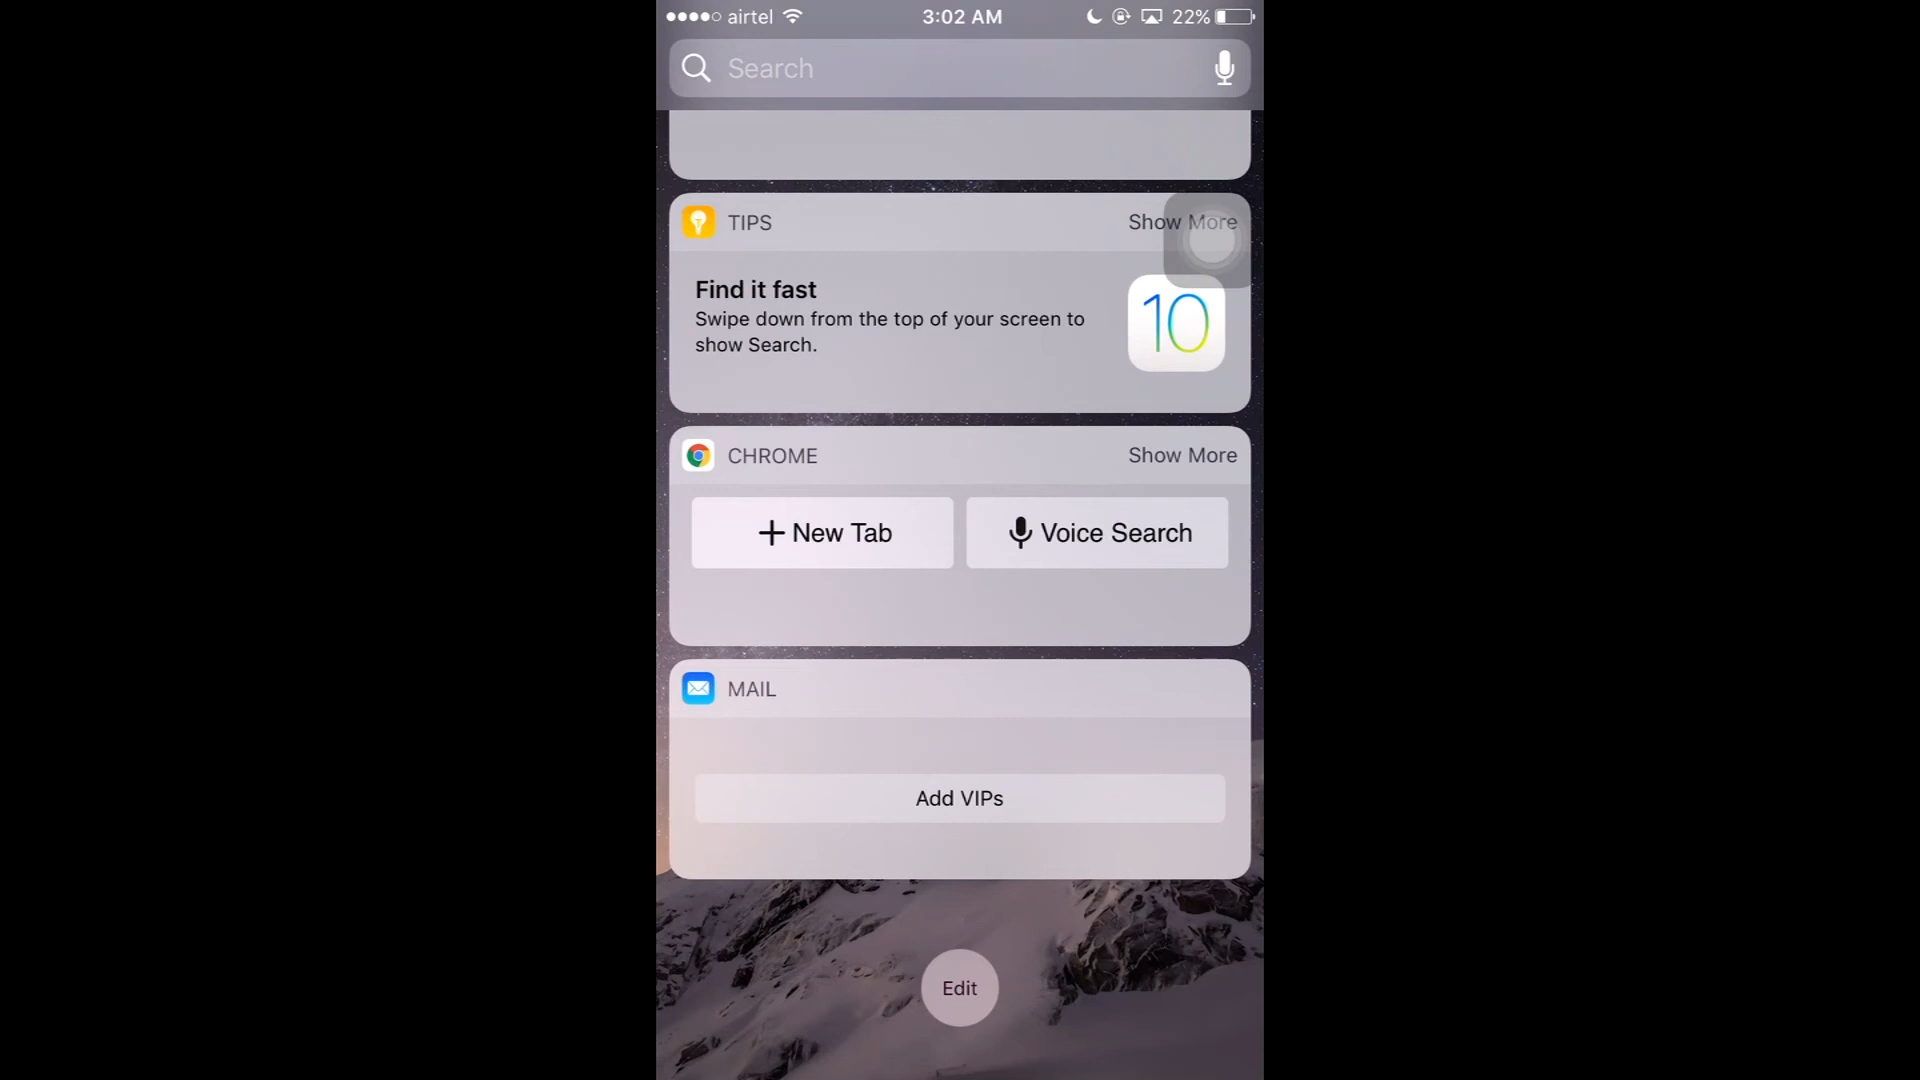 airtel 3:02 AM 22%
Search
TIPS Show More
Find it fast
Swipe down from the top of your screen to
show Search.
10
CHROME Show More
+ New Tab Voice Search
MAIL
Add VIPs
Edit